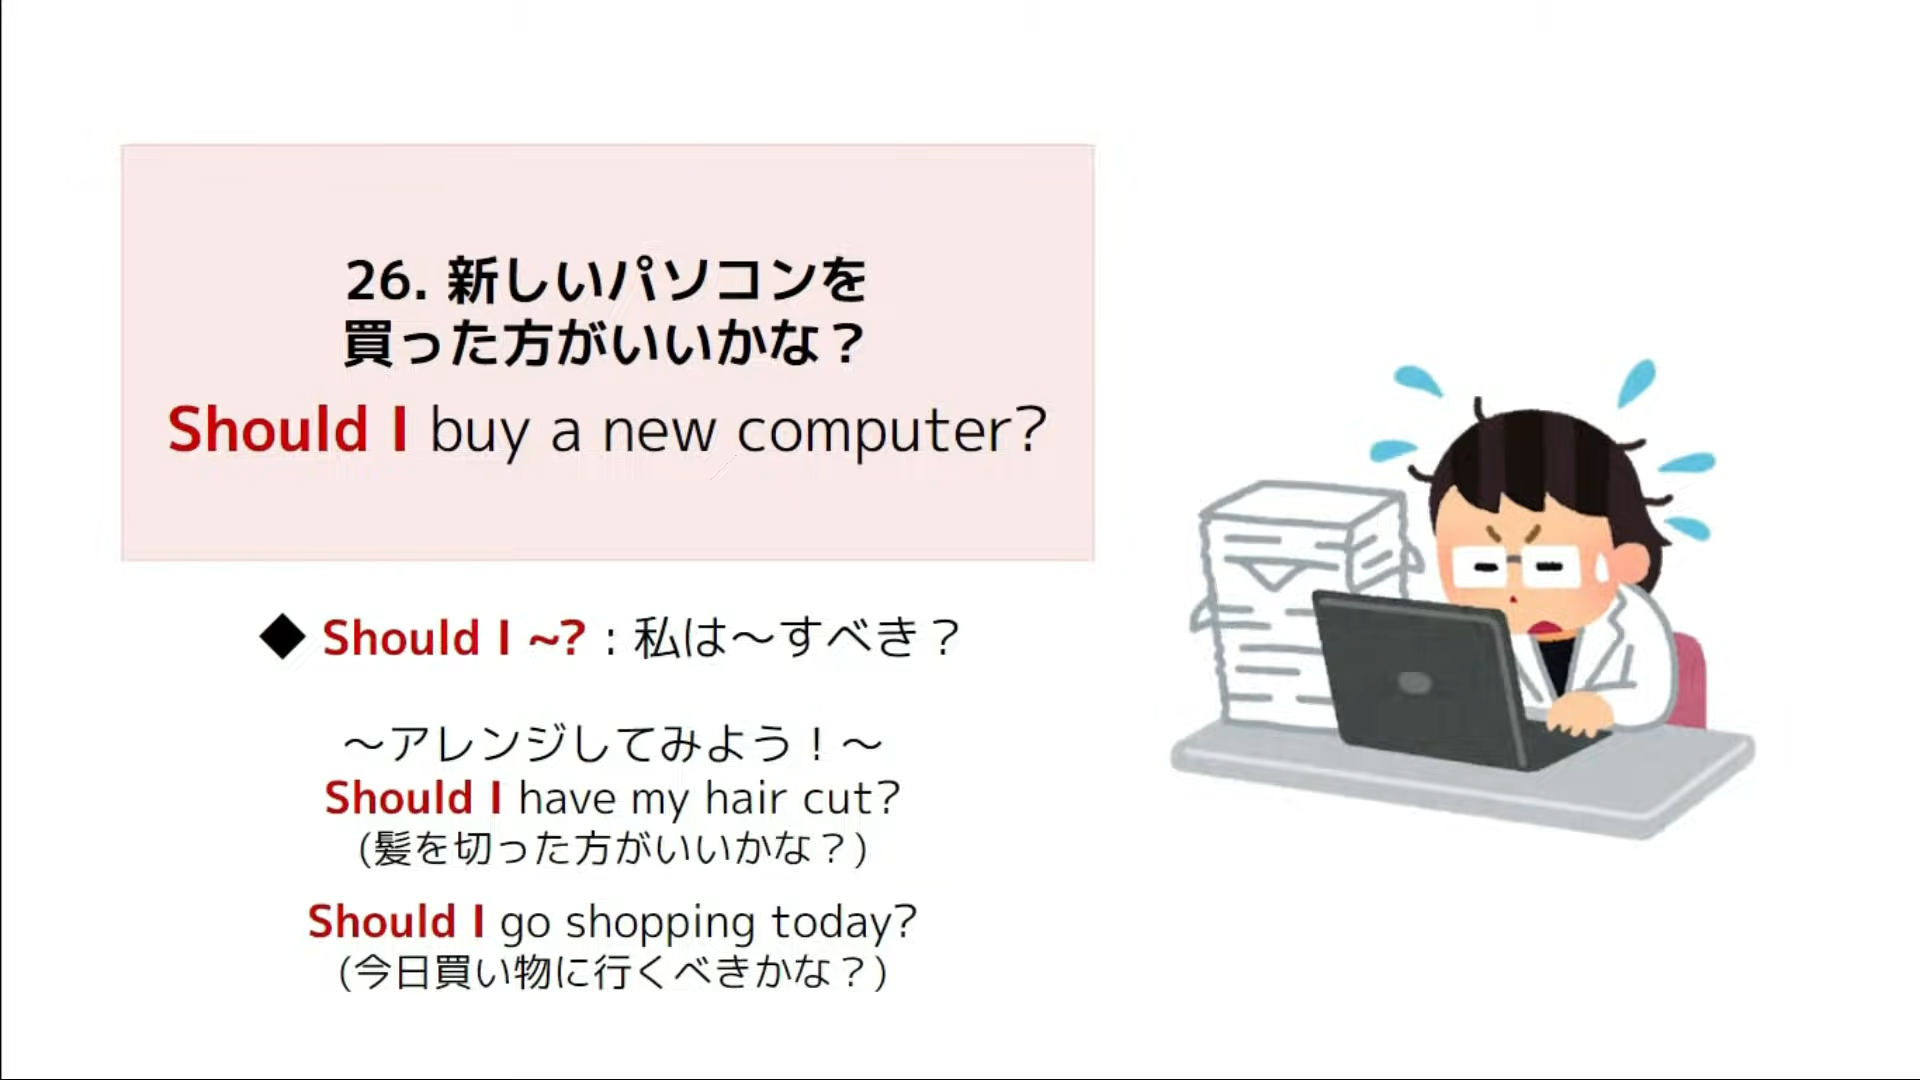 26. 新しいパソコンを
買った方がいいかな？
Should I buy a new computer?
◆ Should I ~? : 私は〜すべき？
〜アレンジしてみよう！〜
Should I have my hair cut?
(髪を切った方がいいかな？)
Should I go shopping today?
(今日買い物に行くべきかな？)